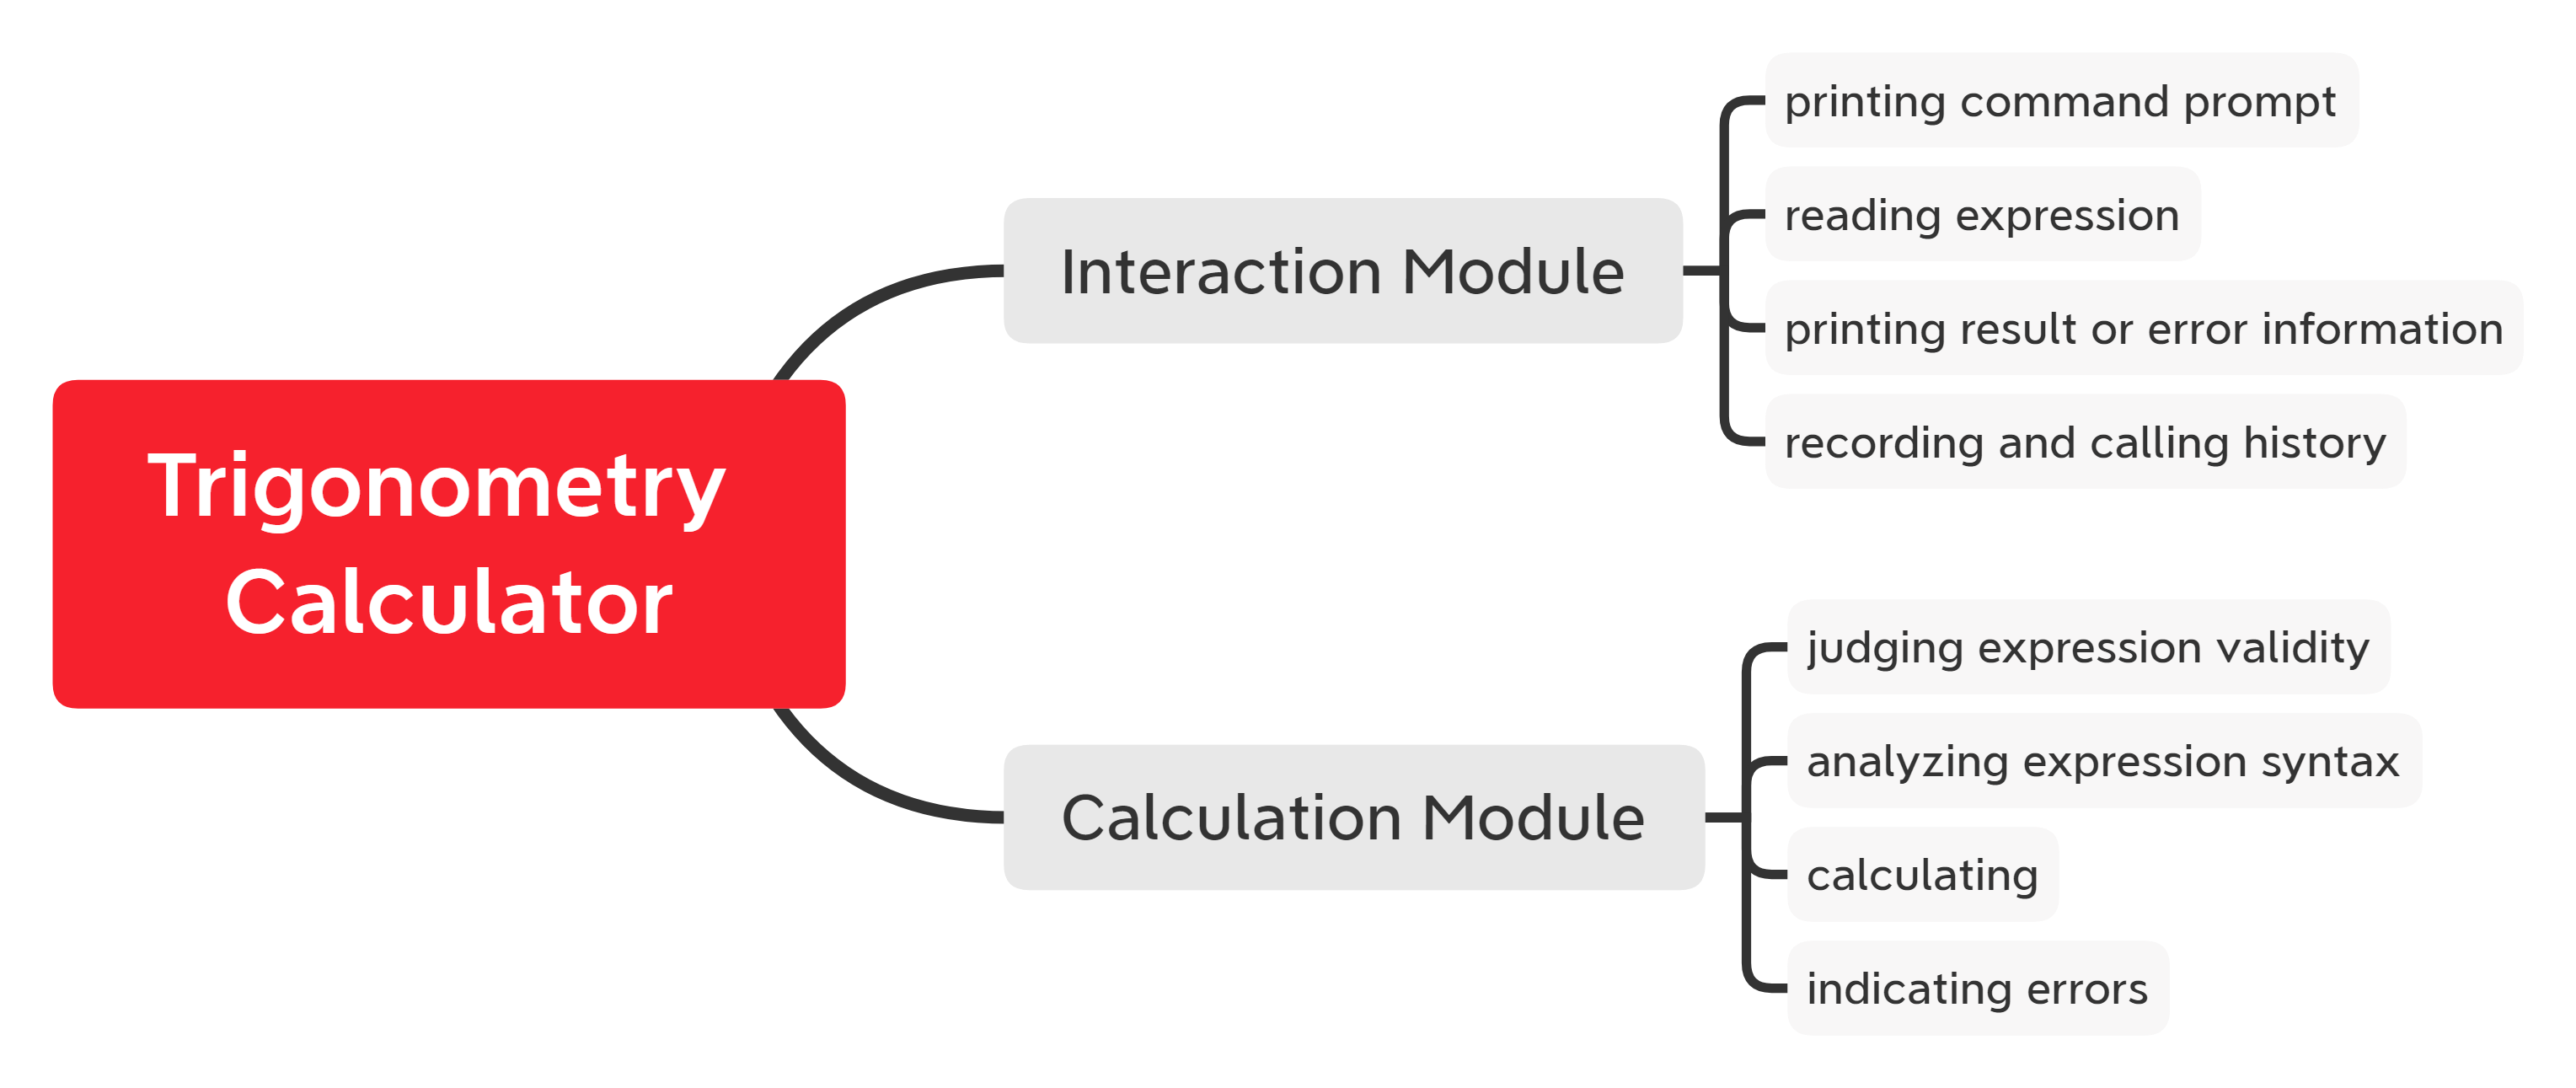 Trigonometry
Calculator
Interaction Module
printing command prompt
reading expression
printing result or error information
recording and calling history
Calculation Module
judging expression validity
analyzing expression syntax
calculating
indicating errors